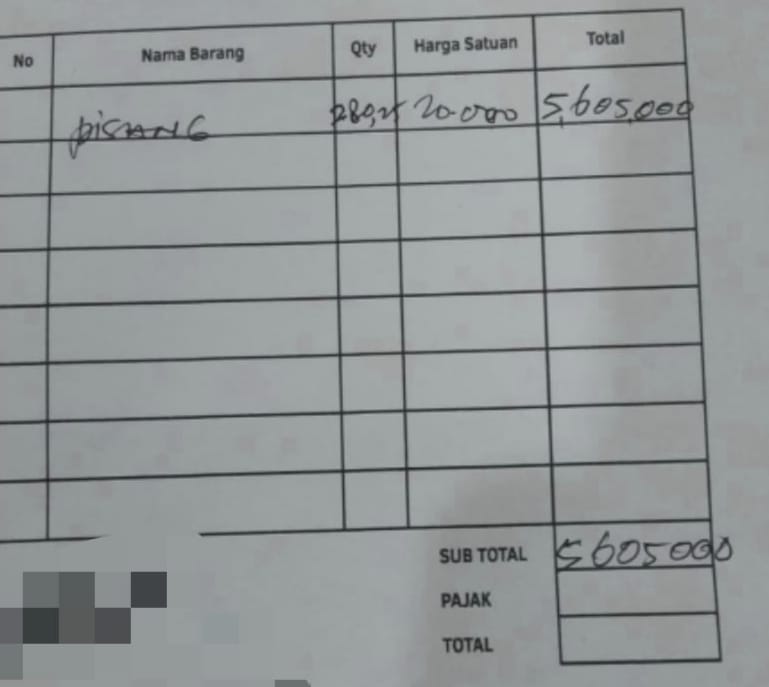 No Nama Barang Qty Harga Satuan Total
PISANG 280,25 20.000 5,605,000
SUB TOTAL 5605000
PAJAK
TOTAL